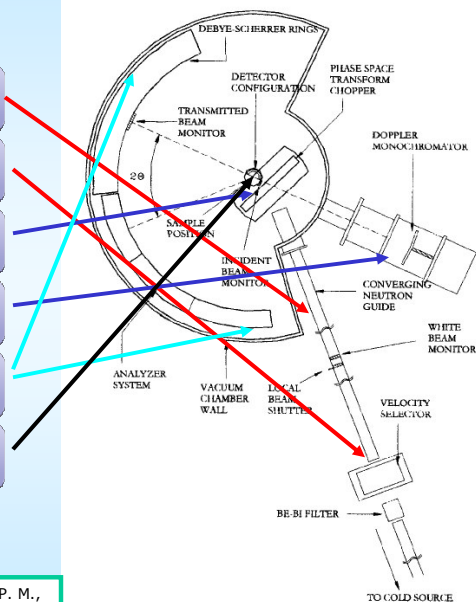 DEBYE-SCHERRER RINGS
PHASE SPACE
TRANSFORM
CHOPPER
DETECTOR
CONFIGURATION
TRANSMITTED
BEAM
MONITOR
DOPPLER
MONOCHROMATOR
2θ
SAMPLE
POSITION
INCIDENT
BEAM
MONITOR
CONVERGING
NEUTRON
GUIDE
WHITE
BEAM
MONITOR
ANALYZER
SYSTEM
VACUUM
CHAMBER
WALL
LOCAL
BEAM
SHUTTER
VELOCITY
SELECTOR
BE-BI FILTER
P. M.,
TO COLD SOURCE